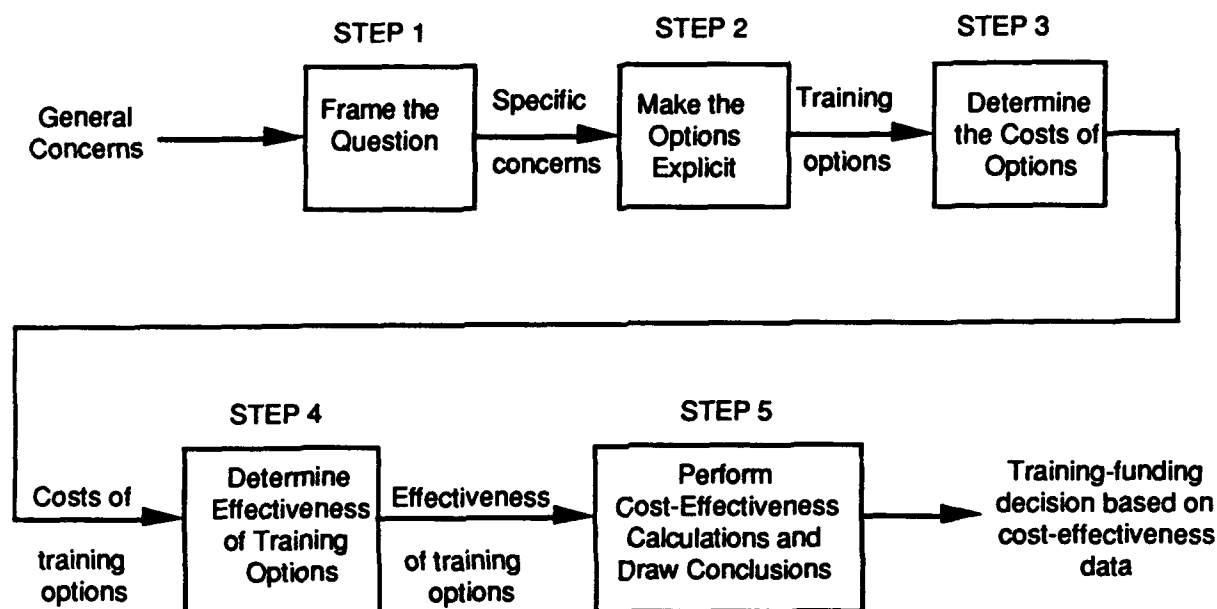 STEP 1
STEP 2
STEP 3
General
Concerns
Frame the
Question
Specific
concerns
Make the
Options
Explicit
Training
options
Determine
the Costs of
Options
STEP 4
STEP 5
Costs of
training
options
Determine
Effectiveness
of Training
Options
Effectiveness
of training
options
Perform
Cost-Effectiveness
Calculations and
Draw Conclusions
Training-funding
decision based on
cost-effectiveness
data